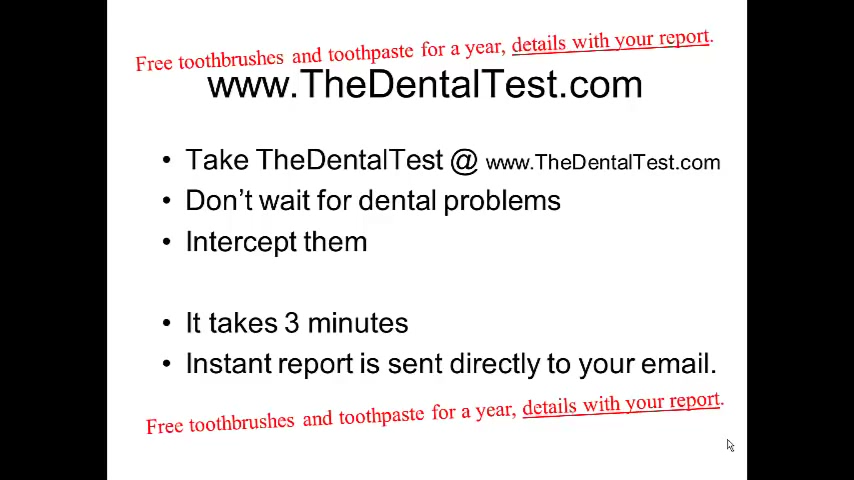 Free toothbrushes and toothpaste for a year, details with your report.
www.TheDentalTest.com
• Take TheDentalTest @ www.TheDentalTest.com
• Don’t wait for dental problems
• Intercept them
• It takes 3 minutes
• Instant report is sent directly to your email.
Free toothbrushes and toothpaste for a year, details with your report.